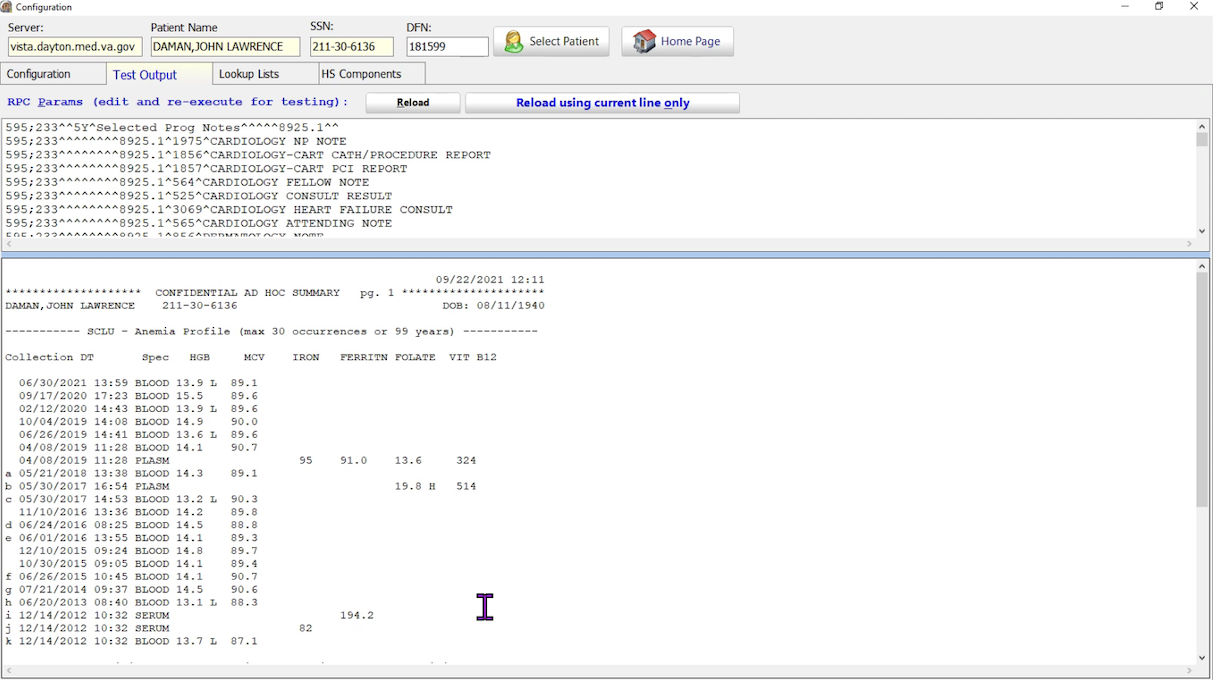 Configuration
Server: Patient Name SSN: DFN:
vista.dayton.med.va.gov DAMAN,JOHN LAWRENCE 211-30-6136 181599 Select Patient Home Page
Configuration Test Output Lookup Lists HS Components
RPC Params (edit and re-execute for testing): Reload Reload using current line only
595;233^^5Y^Selected Prog Notes^^^^^8925.1^^
595;233^^^^^^^^8925.1^1975^CARDIOLOGY NP NOTE
595;233^^^^^^^^8925.1^1856^CARDIOLOGY-CART CATH/PROCEDURE REPORT
595;233^^^^^^^^8925.1^1857^CARDIOLOGY-CART PCI REPORT
595;233^^^^^^^^8925.1^564^CARDIOLOGY FELLOW NOTE
595;233^^^^^^^^8925.1^525^CARDIOLOGY CONSULT RESULT
595;233^^^^^^^^8925.1^3069^CARDIOLOGY HEART FAILURE CONSULT
595;233^^^^^^^^8925.1^565^CARDIOLOGY ATTENDING NOTE
595;233^^^^^^^^8925.1^856^DERMATOLOGY NOTE
09/22/2021 12:11
******************** CONFIDENTIAL AD HOC SUMMARY pg. 1 *********************
DAMAN,JOHN LAWRENCE 211-30-6136 DOB: 08/11/1940
----------- SCLU - Anemia Profile (max 30 occurrences or 99 years) -----------
Collection DT Spec HGB MCV IRON FERRITN FOLATE VIT B12
06/30/2021 13:59 BLOOD 13.9 L 89.1
09/17/2020 17:23 BLOOD 15.5 89.6
02/12/2020 14:43 BLOOD 13.9 L 89.6
10/04/2019 14:08 BLOOD 14.9 90.0
06/26/2019 14:41 BLOOD 13.6 L 89.6
04/08/2019 11:28 BLOOD 14.1 90.7
04/08/2019 11:28 PLASM 95 91.0 13.6 324
a 05/21/2018 13:38 BLOOD 14.3 89.1
b 05/30/2017 16:54 PLASM 19.8 H 514
c 05/30/2017 14:53 BLOOD 13.2 L 90.3
11/10/2016 13:36 BLOOD 14.2 89.8
d 06/24/2016 08:25 BLOOD 14.5 88.8
e 06/01/2016 13:55 BLOOD 14.1 89.3
12/10/2015 09:24 BLOOD 14.8 89.7
10/30/2015 09:05 BLOOD 14.1 89.4
f 06/26/2015 10:45 BLOOD 14.1 90.7
g 07/21/2014 09:37 BLOOD 14.5 90.6
h 06/20/2013 08:40 BLOOD 13.1 L 88.3
i 12/14/2012 10:32 SERUM 194.2
j 12/14/2012 10:32 SERUM 82
k 12/14/2012 10:32 BLOOD 13.7 L 87.1